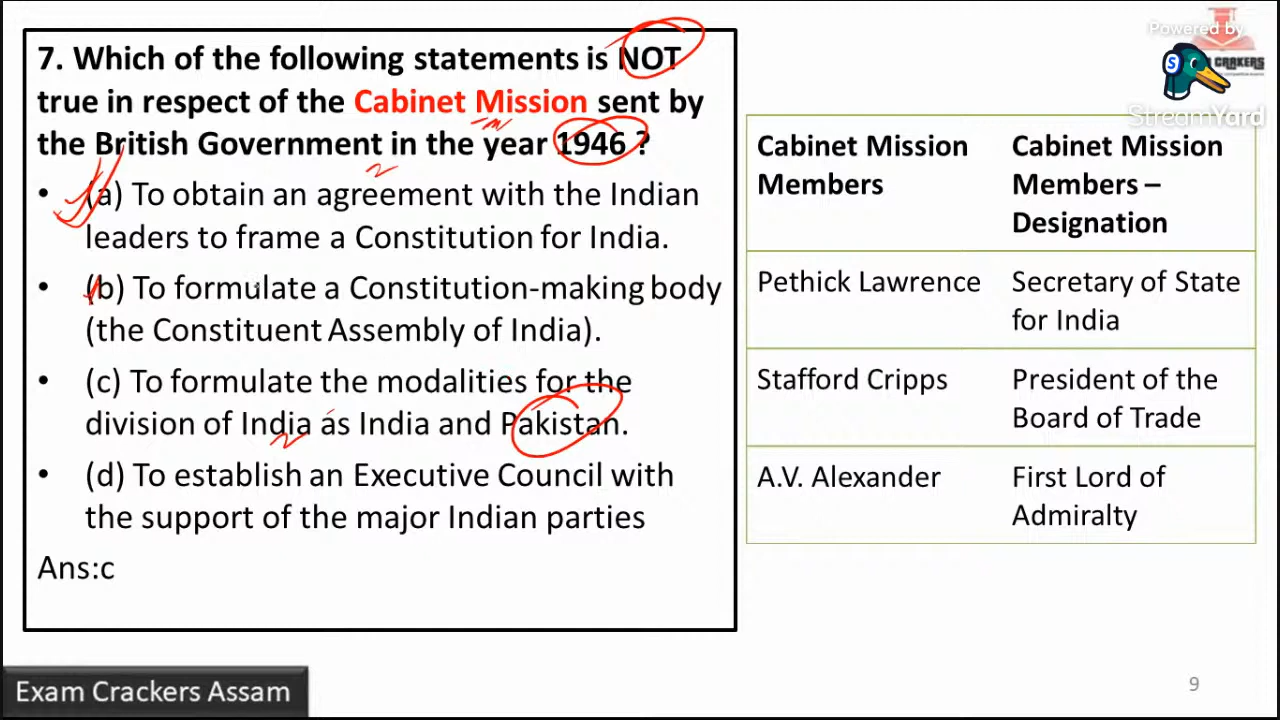 7. Which of the following statements is NOT
true in respect of the Cabinet Mission sent by
the British Government in the year 1946 ?
• (a) To obtain an agreement with the Indian
leaders to frame a Constitution for India.
• (b) To formulate a Constitution-making body
(the Constituent Assembly of India).
• (c) To formulate the modalities for the
division of India as India and Pakistan.
• (d) To establish an Executive Council with
the support of the major Indian parties
Ans:c
Powered by
StreamYard
Cabinet Mission Members
Cabinet Mission Members – Designation
Pethick Lawrence
Secretary of State for India
Stafford Cripps
President of the Board of Trade
A.V. Alexander
First Lord of Admiralty
Exam Crackers Assam
9